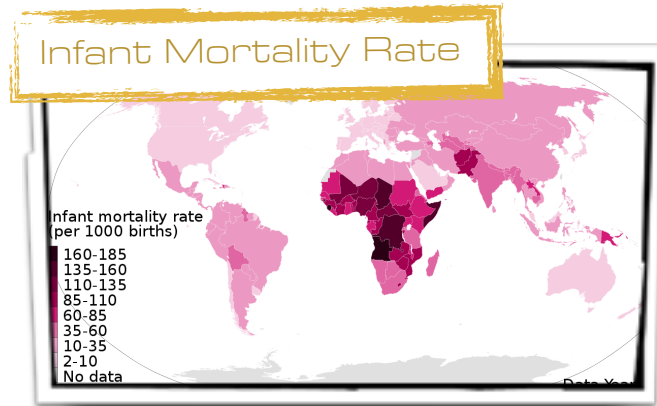 Infant Mortality Rate
Infant mortality rate
(per 1000 births)
160-185
135-160
110-135
85-110
60-85
35-60
10-35
2-10
No data
Data